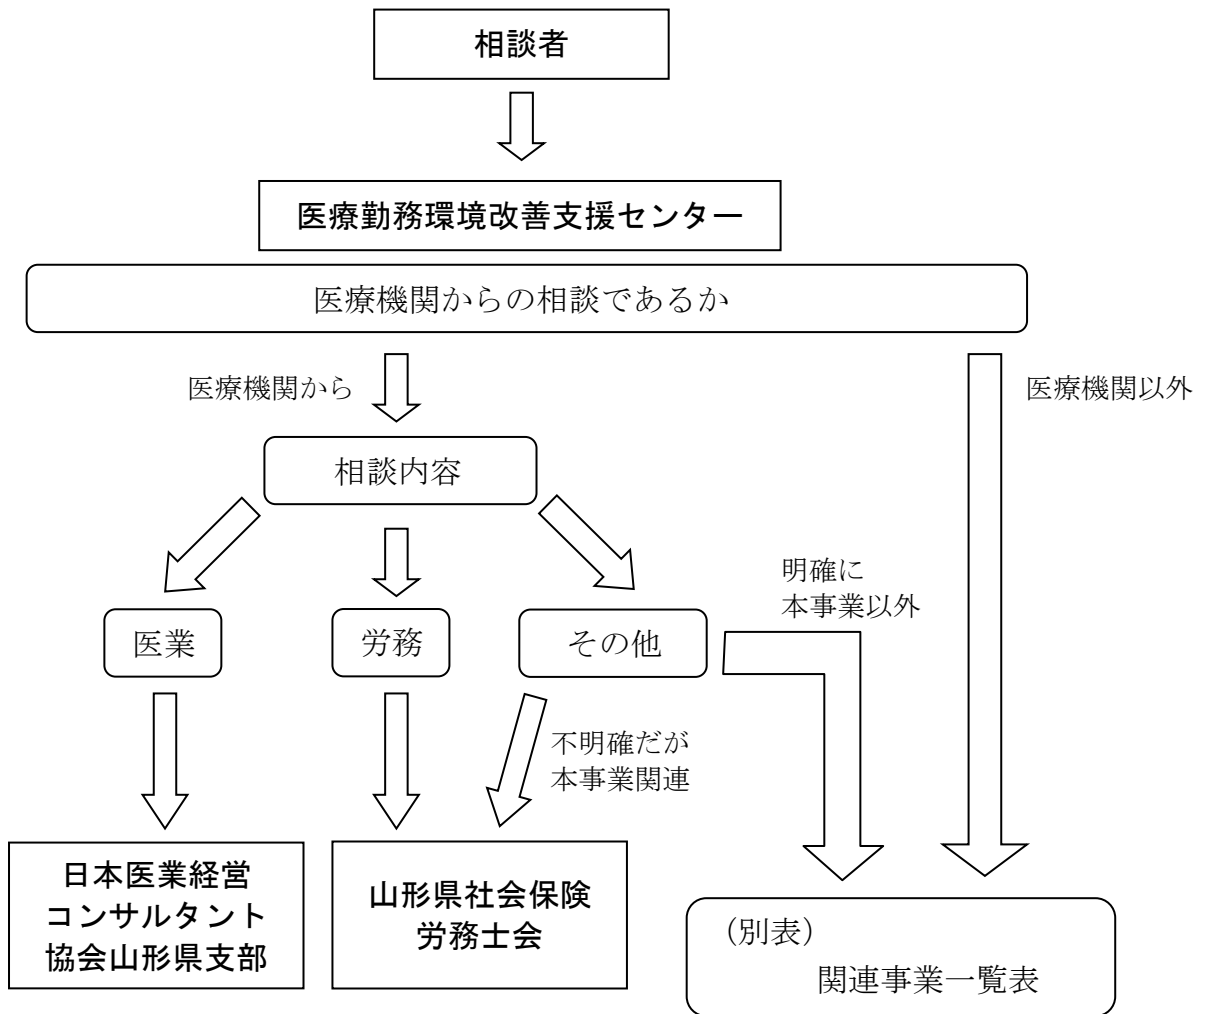 相談者
医療勤務環境改善支援センター
医療機関からの相談であるか
医療機関から
医療機関以外
相談内容
明確に
本事業以外
医業
労務
その他
不明確だが
本事業関連
日本医業経営
コンサルタント
協会山形県支部
山形県社会保険
労務士会
（別表）
関連事業一覧表